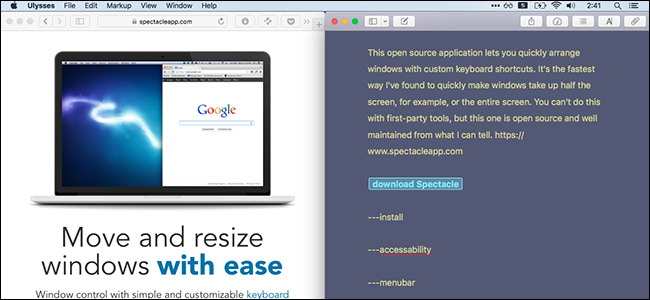 Ulysses File Edit Markup View Window Help
2:41
spectacleapp.com
Google
Move and resize
windows with ease
Window control with simple and customizable keyboard
This open source application lets you quickly arrange
windows with custom keyboard shortcuts. It's the fastest
way I've found to quickly make windows take up half the
screen, for example, or the entire screen. You can't do this
with first-party tools, but this one is open source and well
maintained from what I can tell. https://
www.spectacleapp.com
download Spectacle
---install
---accessability
---menubar